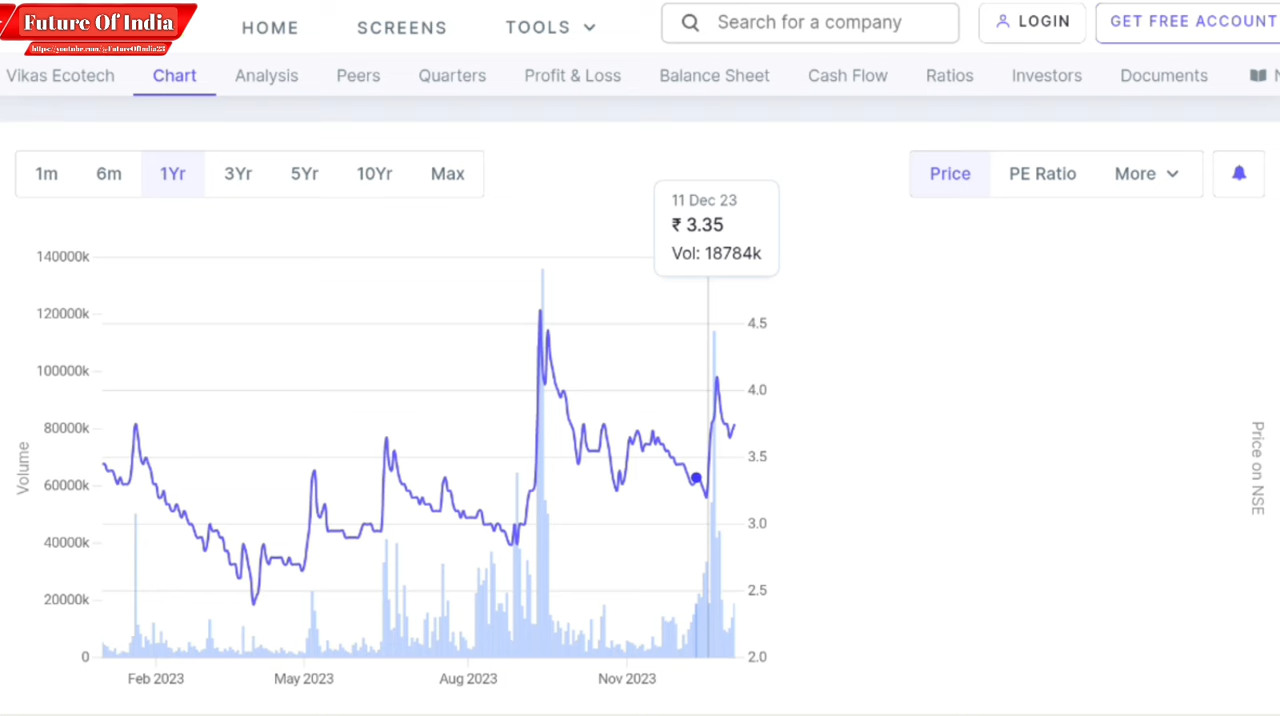 Future Of India
https://youtube.com/@FutureOfIndia23
HOME SCREENS TOOLS
Search for a company
LOGIN
GET FREE ACCOUNT
Vikas Ecotech Chart Analysis Peers Quarters Profit & Loss Balance Sheet Cash Flow Ratios Investors Documents N
1m 6m 1Yr 3Yr 5Yr 10Yr Max
Price PE Ratio More
11 Dec 23
₹ 3.35
Vol: 18784k
140000k
120000k
100000k
80000k
60000k
40000k
20000k
0
Volume
4.5
4.0
3.5
3.0
2.5
2.0
Price on NSE
Feb 2023 May 2023 Aug 2023 Nov 2023